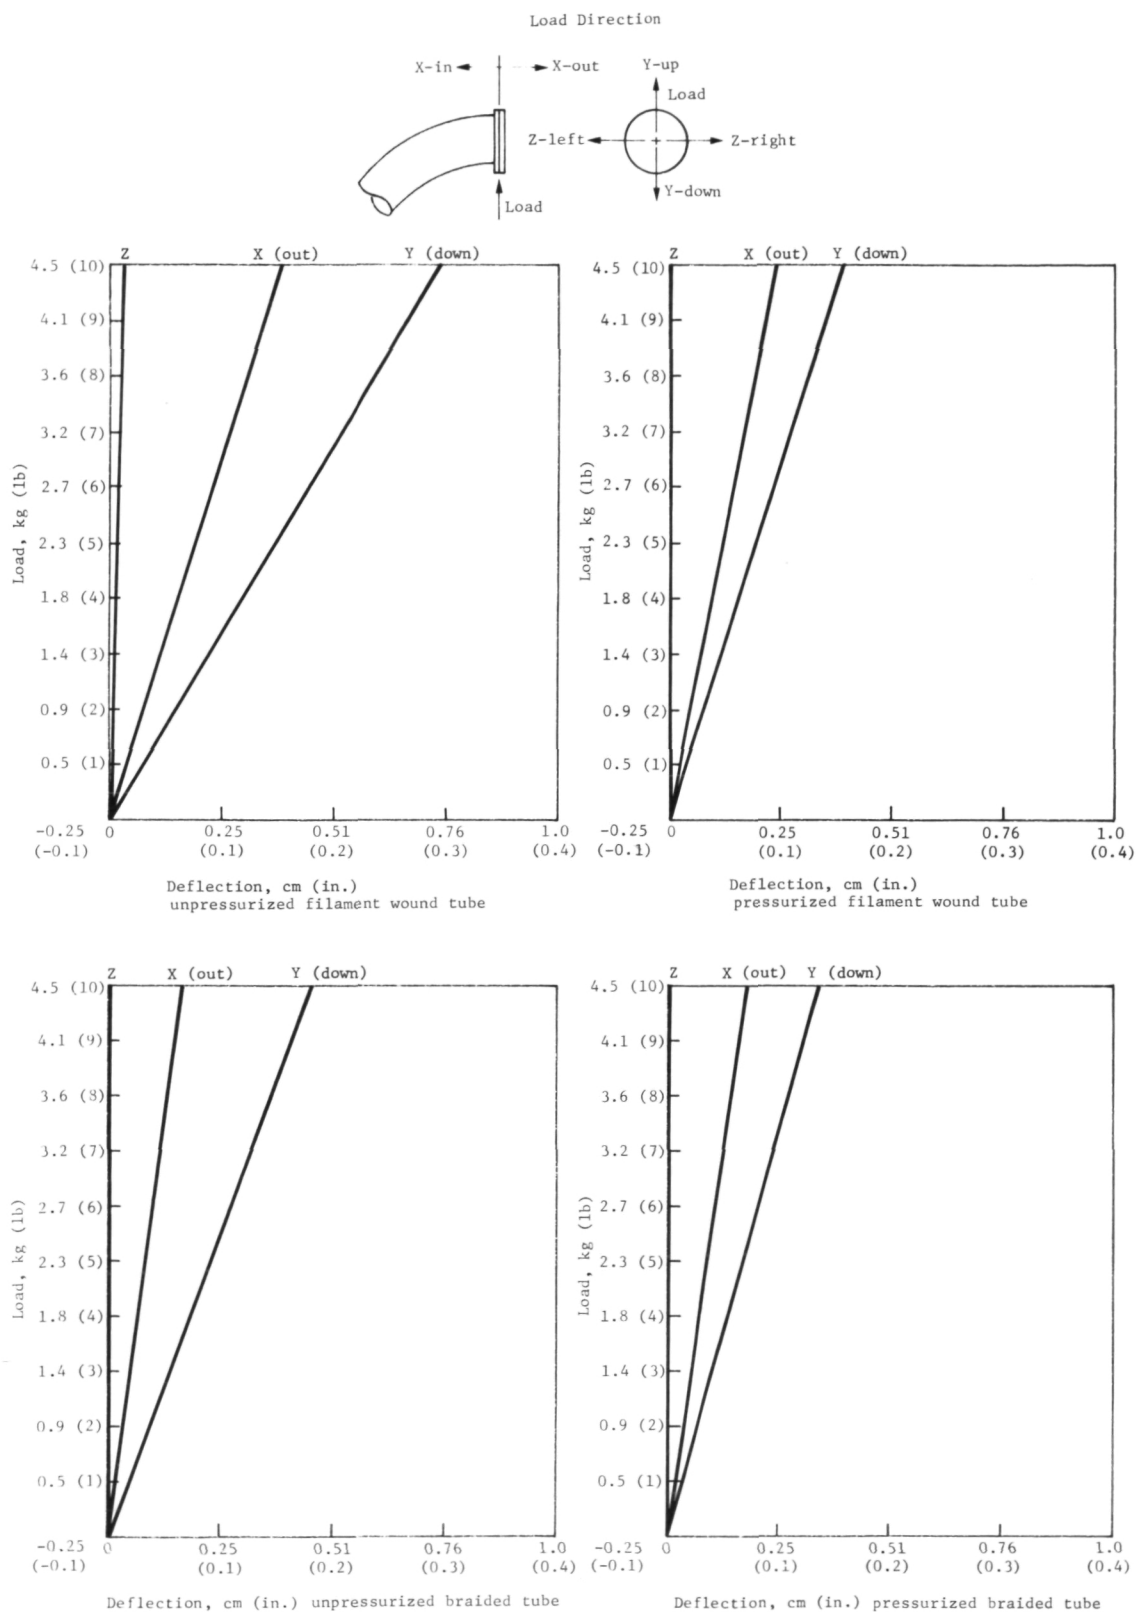 Load Direction
X-in X-out Y-up
Load
Z-left Z-right
Y-down
Load
Z X (out) Y (down)
4.5 (10)
4.1 (9)
3.6 (8)
3.2 (7)
2.7 (6)
2.3 (5)
1.8 (4)
1.4 (3)
0.9 (2)
0.5 (1)
Load, kg (lb)
-0.25 0 0.25 0.51 0.76 1.0
(-0.1) (0.1) (0.2) (0.3) (0.4)
Deflection, cm (in.)
unpressurized filament wound tube
Z X (out) Y (down)
4.5 (10)
4.1 (9)
3.6 (8)
3.2 (7)
2.7 (6)
2.3 (5)
1.8 (4)
1.4 (3)
0.9 (2)
0.5 (1)
Load, kg (lb)
-0.25 0 0.25 0.51 0.76 1.0
(-0.1) (0.1) (0.2) (0.3) (0.4)
Deflection, cm (in.)
pressurized filament wound tube
Z X (out) Y (down)
4.5 (10)
4.1 (9)
3.6 (8)
3.2 (7)
2.7 (6)
2.3 (5)
1.8 (4)
1.4 (3)
0.9 (2)
0.5 (1)
Load, kg (lb)
-0.25 0 0.25 0.51 0.76 1.0
(-0.1) (0.1) (0.2) (0.3) (0.4)
Deflection, cm (in.) unpressurized braided tube
Z X (out) Y (down)
4.5 (10)
4.1 (9)
3.6 (8)
3.2 (7)
2.7 (6)
2.3 (5)
1.8 (4)
1.4 (3)
0.9 (2)
0.5 (1)
Load, kg (lb)
-0.25 0 0.25 0.51 0.76 1.0
(-0.1) (0.1) (0.2) (0.3) (0.4)
Deflection, cm (in.) pressurized braided tube